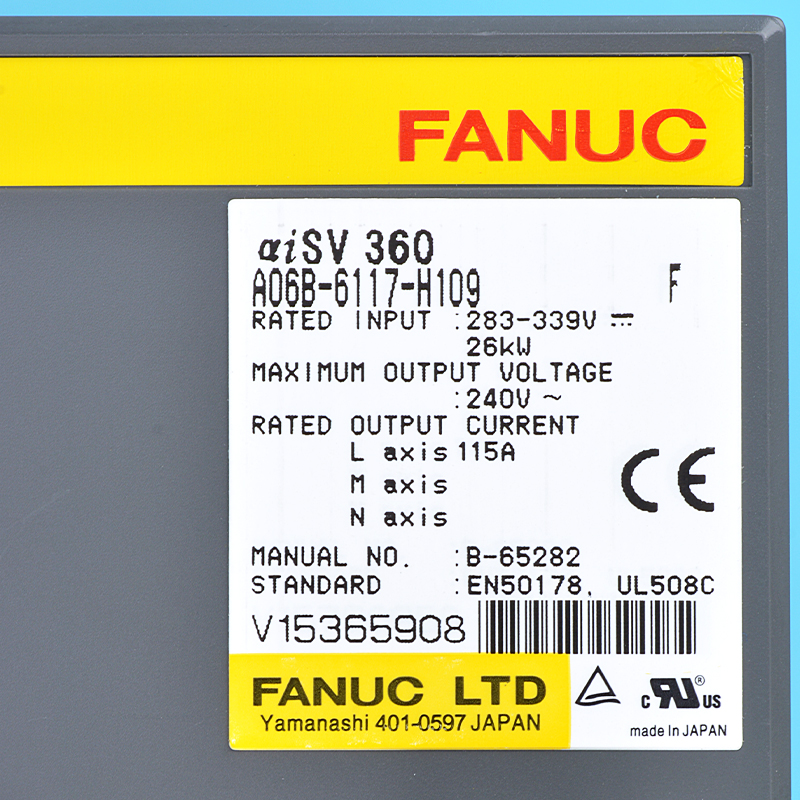 FANUC
αiSV 360
A06B-6117-H109 F
RATED INPUT :283-339V ⎓
26kW
MAXIMUM OUTPUT VOLTAGE
:240V ~
RATED OUTPUT CURRENT
L axis 115A
M axis
N axis
CE
MANUAL NO. :B-65282
STANDARD :EN50178, UL508C
V15365908
FANUC LTD
Yamanashi 401-0597 JAPAN
c RU ® US
made in JAPAN